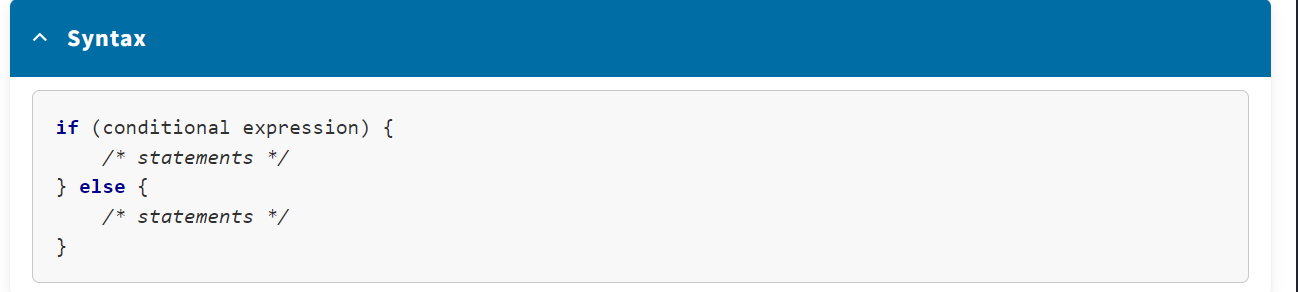 Syntax
if (conditional expression) {
    /* statements */
} else {
    /* statements */
}